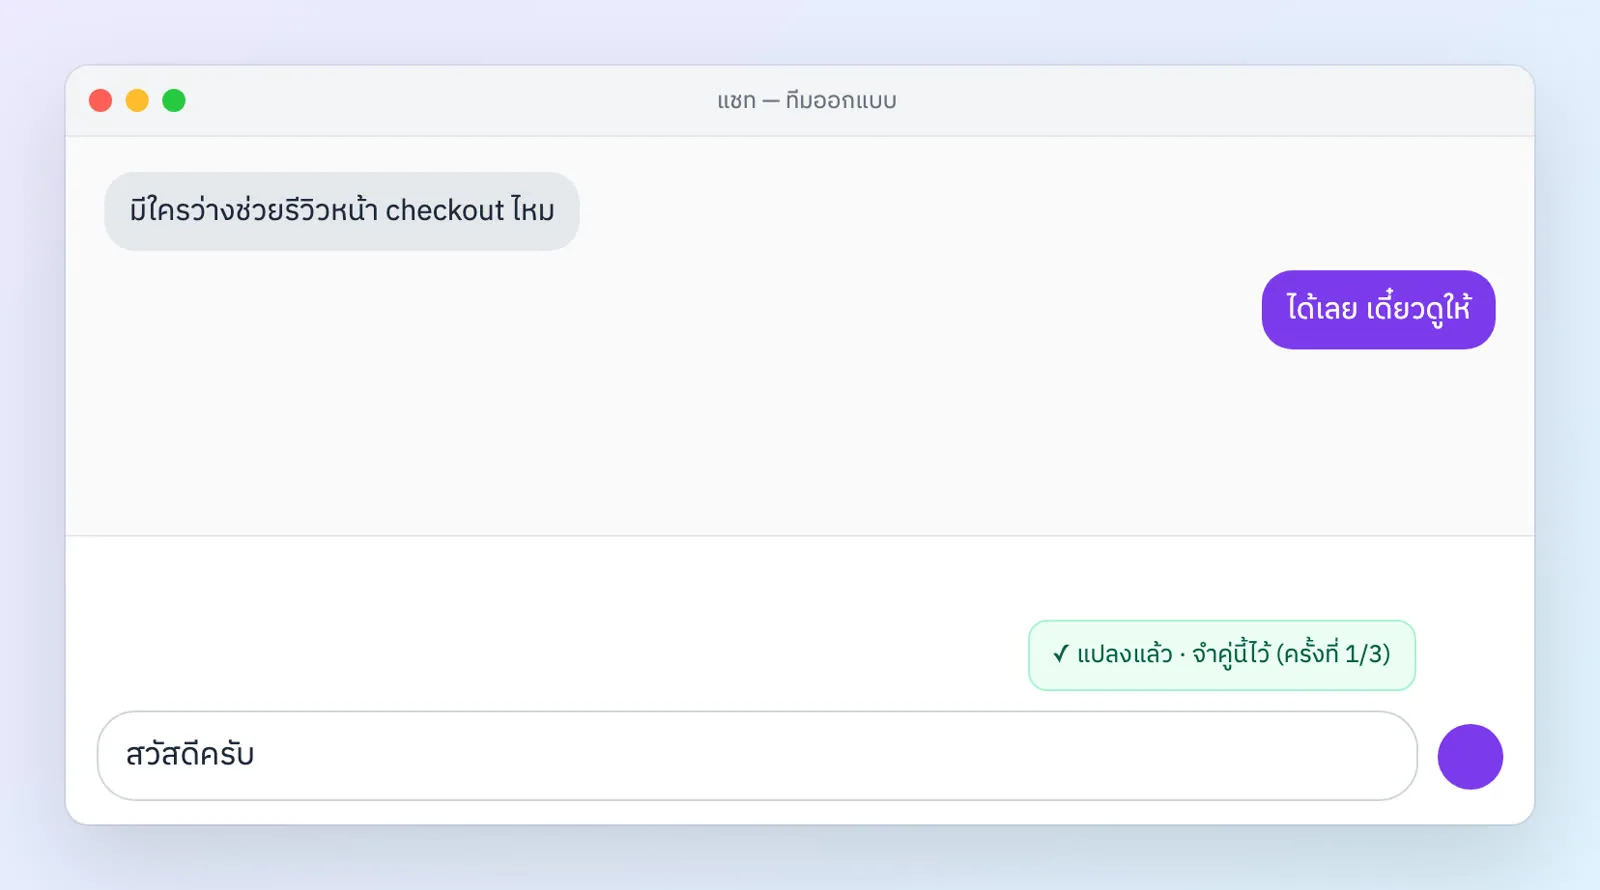 แชท — ทีมออกแบบ
มีใครว่างช่วยรีวิวหน้า checkout ไหม
ได้เลย เดี๋ยวดูให้
✓ แปลงแล้ว · จำคู่นี้ไว้ (ครั้งที่ 1/3)
สวัสดีครับ